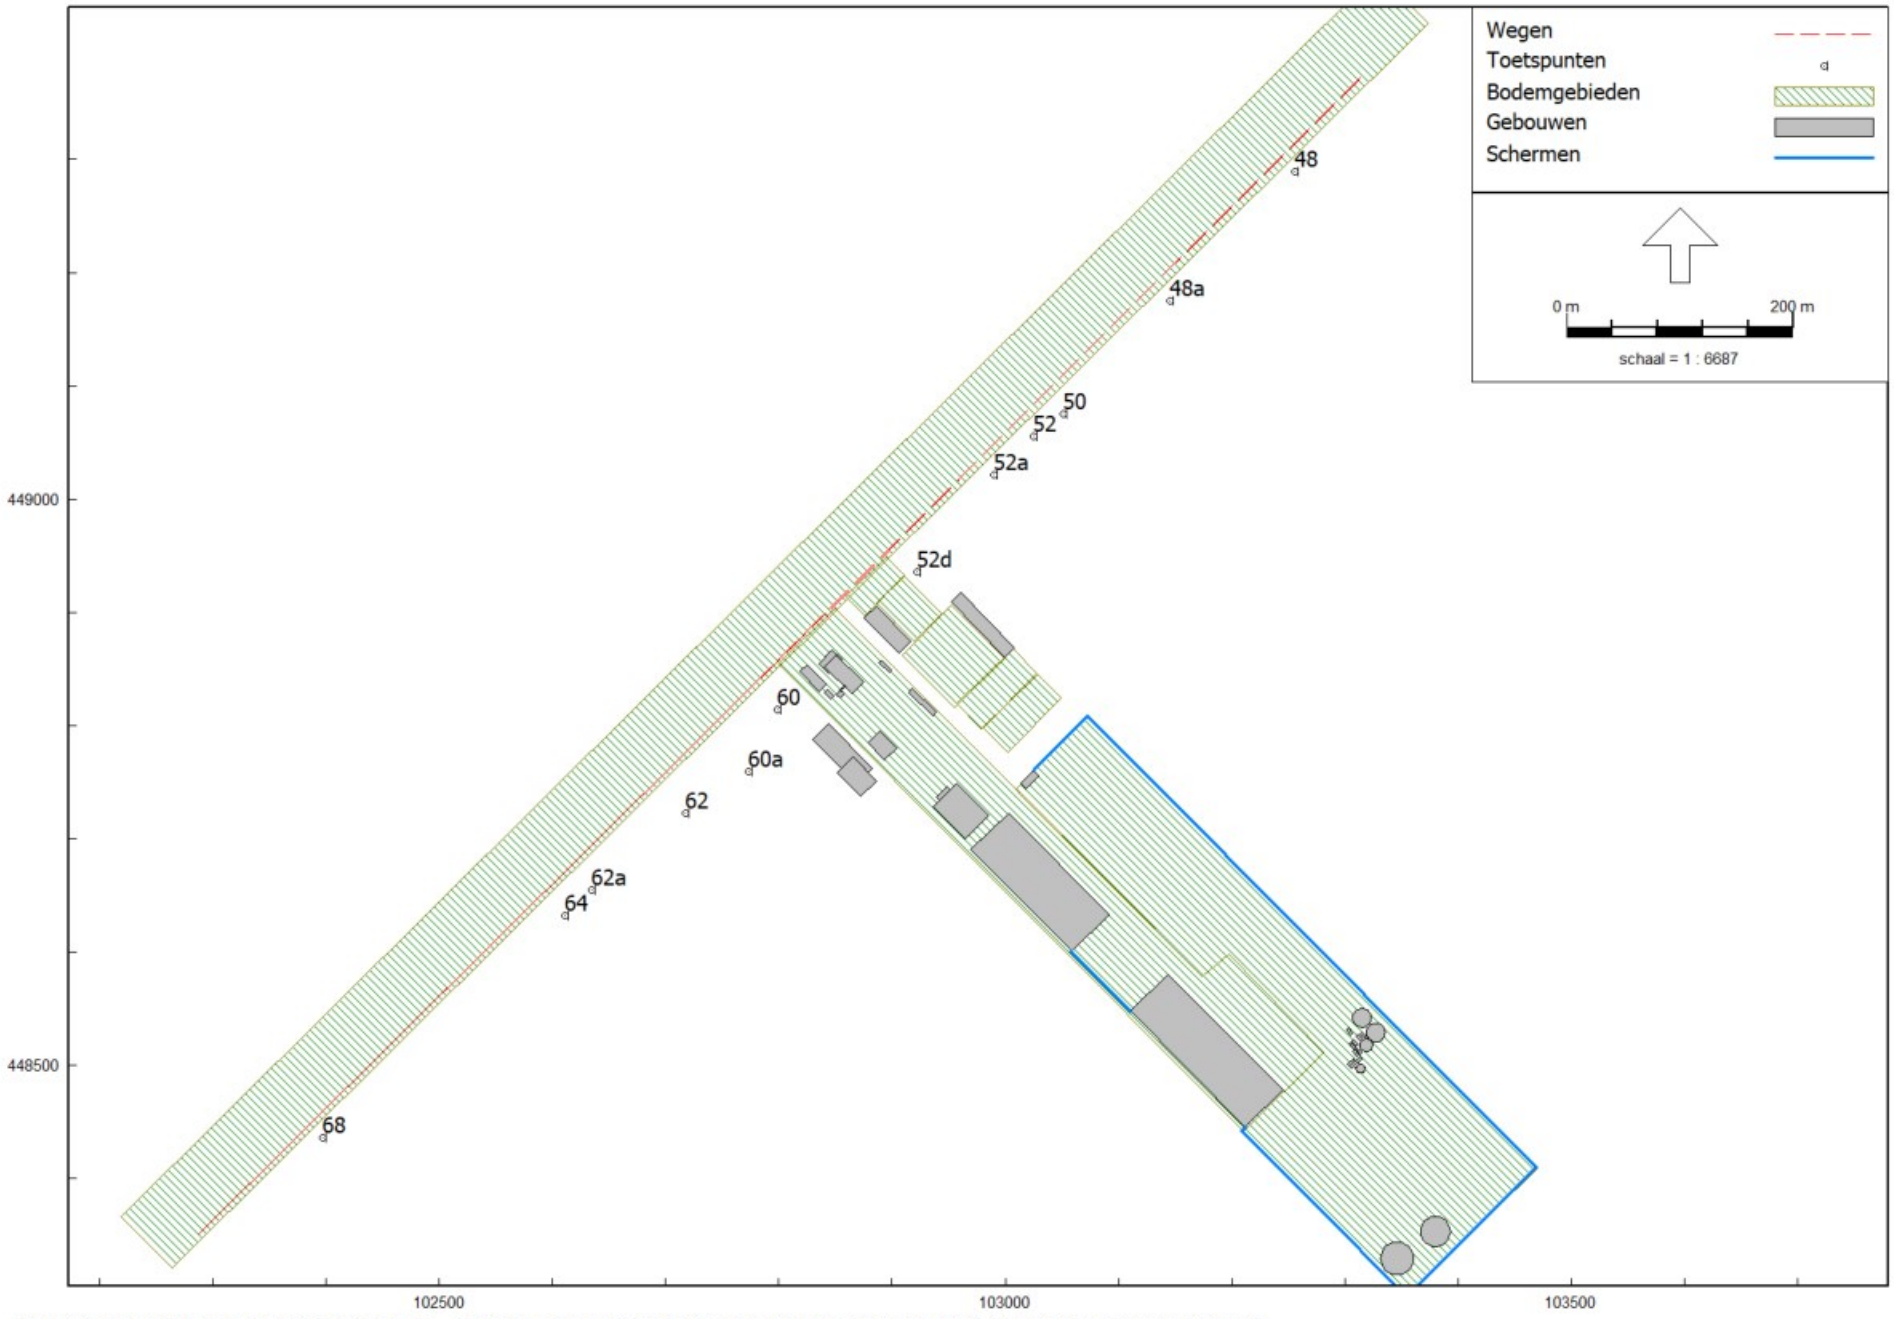 Wegen
Toetspunten
Bodemgebieden
Gebouwen
Schermen
0 m 200 m
schaal = 1 : 6687
48
48a
50
52
52a
449000
52d
60
60a
62
62a
64
448500
68
102500 103000 103500